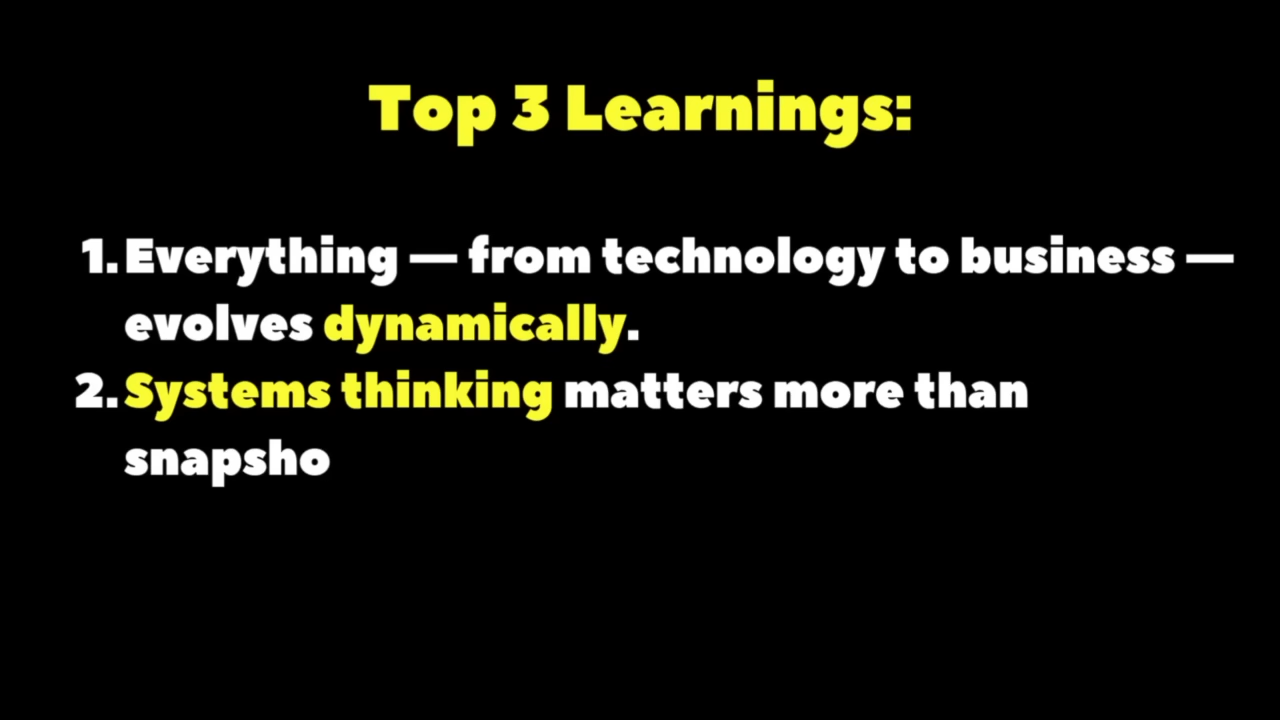 Top 3 Learnings:
1. Everything — from technology to business —
evolves dynamically.
2. Systems thinking matters more than
snapsho